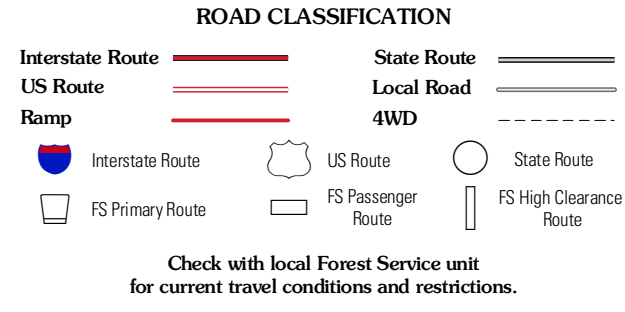 ROAD CLASSIFICATION
Interstate Route
State Route
US Route
Local Road
Ramp
4WD
Interstate Route
US Route
State Route
FS Primary Route
FS Passenger
Route
FS High Clearance
Route
Check with local Forest Service unit
for current travel conditions and restrictions.